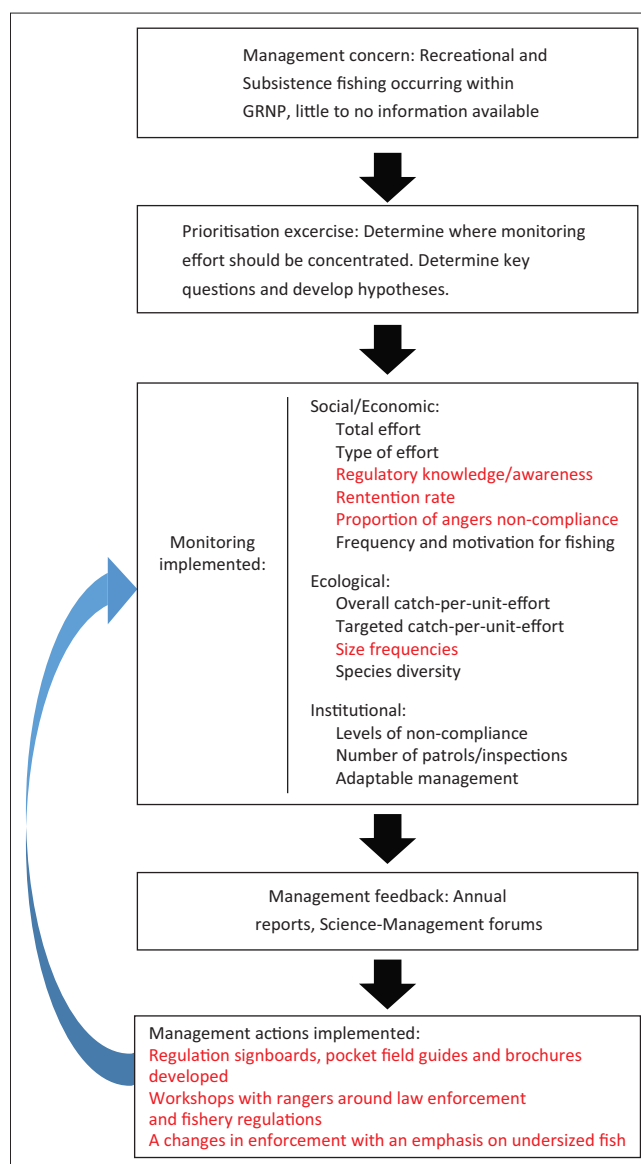 Management concern: Recreational and
Subsistence fishing occurring within
GRNP, little to no information available
Prioritisation excercise: Determine where monitoring
effort should be concentrated. Determine key
questions and develop hypotheses.
Monitoring
implemented:
Social/Economic:
Total effort
Type of effort
Regulatory knowledge/awareness
Rentention rate
Proportion of angers non-compliance
Frequency and motivation for fishing
Ecological:
Overall catch-per-unit-effort
Targeted catch-per-unit-effort
Size frequencies
Species diversity
Institutional:
Levels of non-compliance
Number of patrols/inspections
Adaptable management
Management feedback: Annual
reports, Science-Management forums
Management actions implemented:
Regulation signboards, pocket field guides and brochures
developed
Workshops with rangers around law enforcement
and fishery regulations
A changes in enforcement with an emphasis on undersized fish